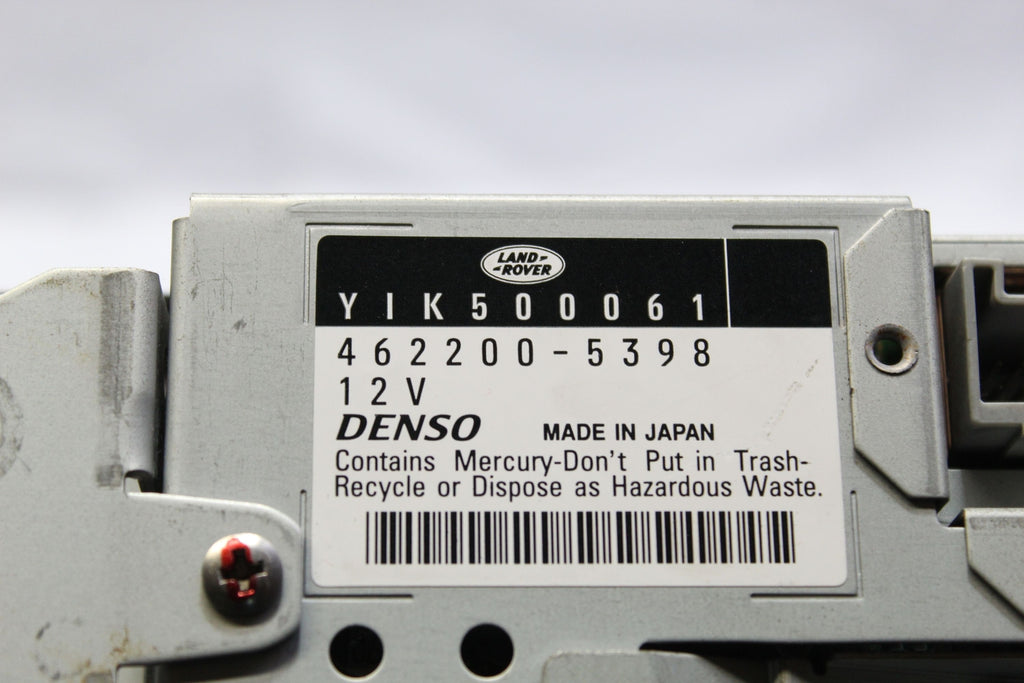 LAND-
-ROVER
YIK500061
462200-5398
12V
DENSO MADE IN JAPAN
Contains Mercury-Don't Put in Trash-
Recycle or Dispose as Hazardous Waste.